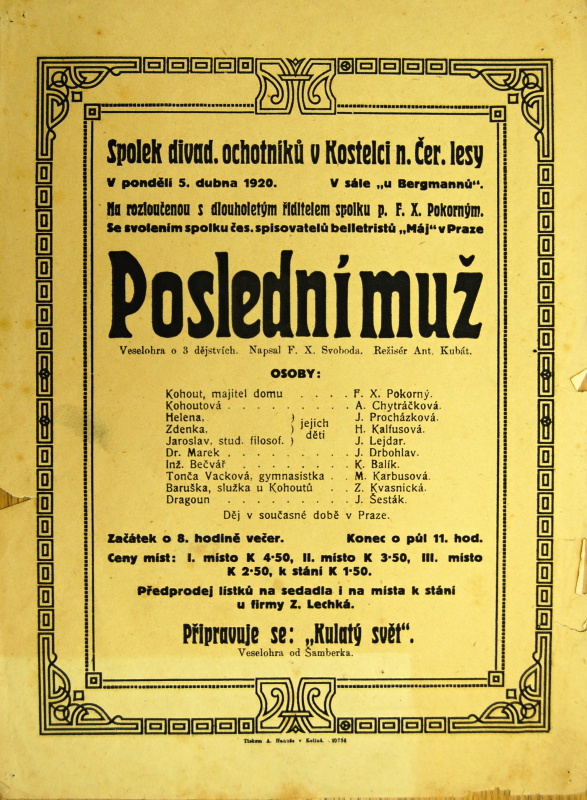 Spolek divad. ochotníků v Kostelci n. Čer. lesy
V pondělí 5. dubna 1920. V sále „u Bergmannů“.
Na rozloučenou s dlouholetým řiditelem spolku p. F. X. Pokorným.
Se svolením spolku čes. spisovatelů belletristů „Máj“ v Praze
Poslední muž
Veselohra o 3 dějstvích. Napsal F. X. Svoboda. Režisér Ant. Kubát.
OSOBY:
Kohout, majitel domu . . . . F. X. Pokorný.
Kohoutová . . . . . . . . . A. Chytráčková.
Helena, ) J. Procházková.
Zdenka, ) jejich děti H. Kalfusová.
Jaroslav, stud. filosof. ) J. Lejdar.
Dr. Marek . . . . . . . . . J. Drbohlav.
Inž. Bečvář . . . . . . . . K. Balík.
Tonča Vacková, gymnasistka . . M. Karbusová.
Baruška, služka u Kohoutů . . Z. Kvasnická.
Dragoun . . . . . . . . . . J. Šesták.
Děj v současné době v Praze.
Začátek o 8. hodině večer. Konec o půl 11. hod.
Ceny míst: I. místo K 4·50, II. místo K 3·50, III. místo
K 2·50, k stání K 1·50.
Předprodej lístků na sedadla i na místa k stání
u firmy Z. Lechká.
Připravuje se: „Kulatý svět“.
Veselohra od Šamberka.
Tiskem A. v Kolíně.